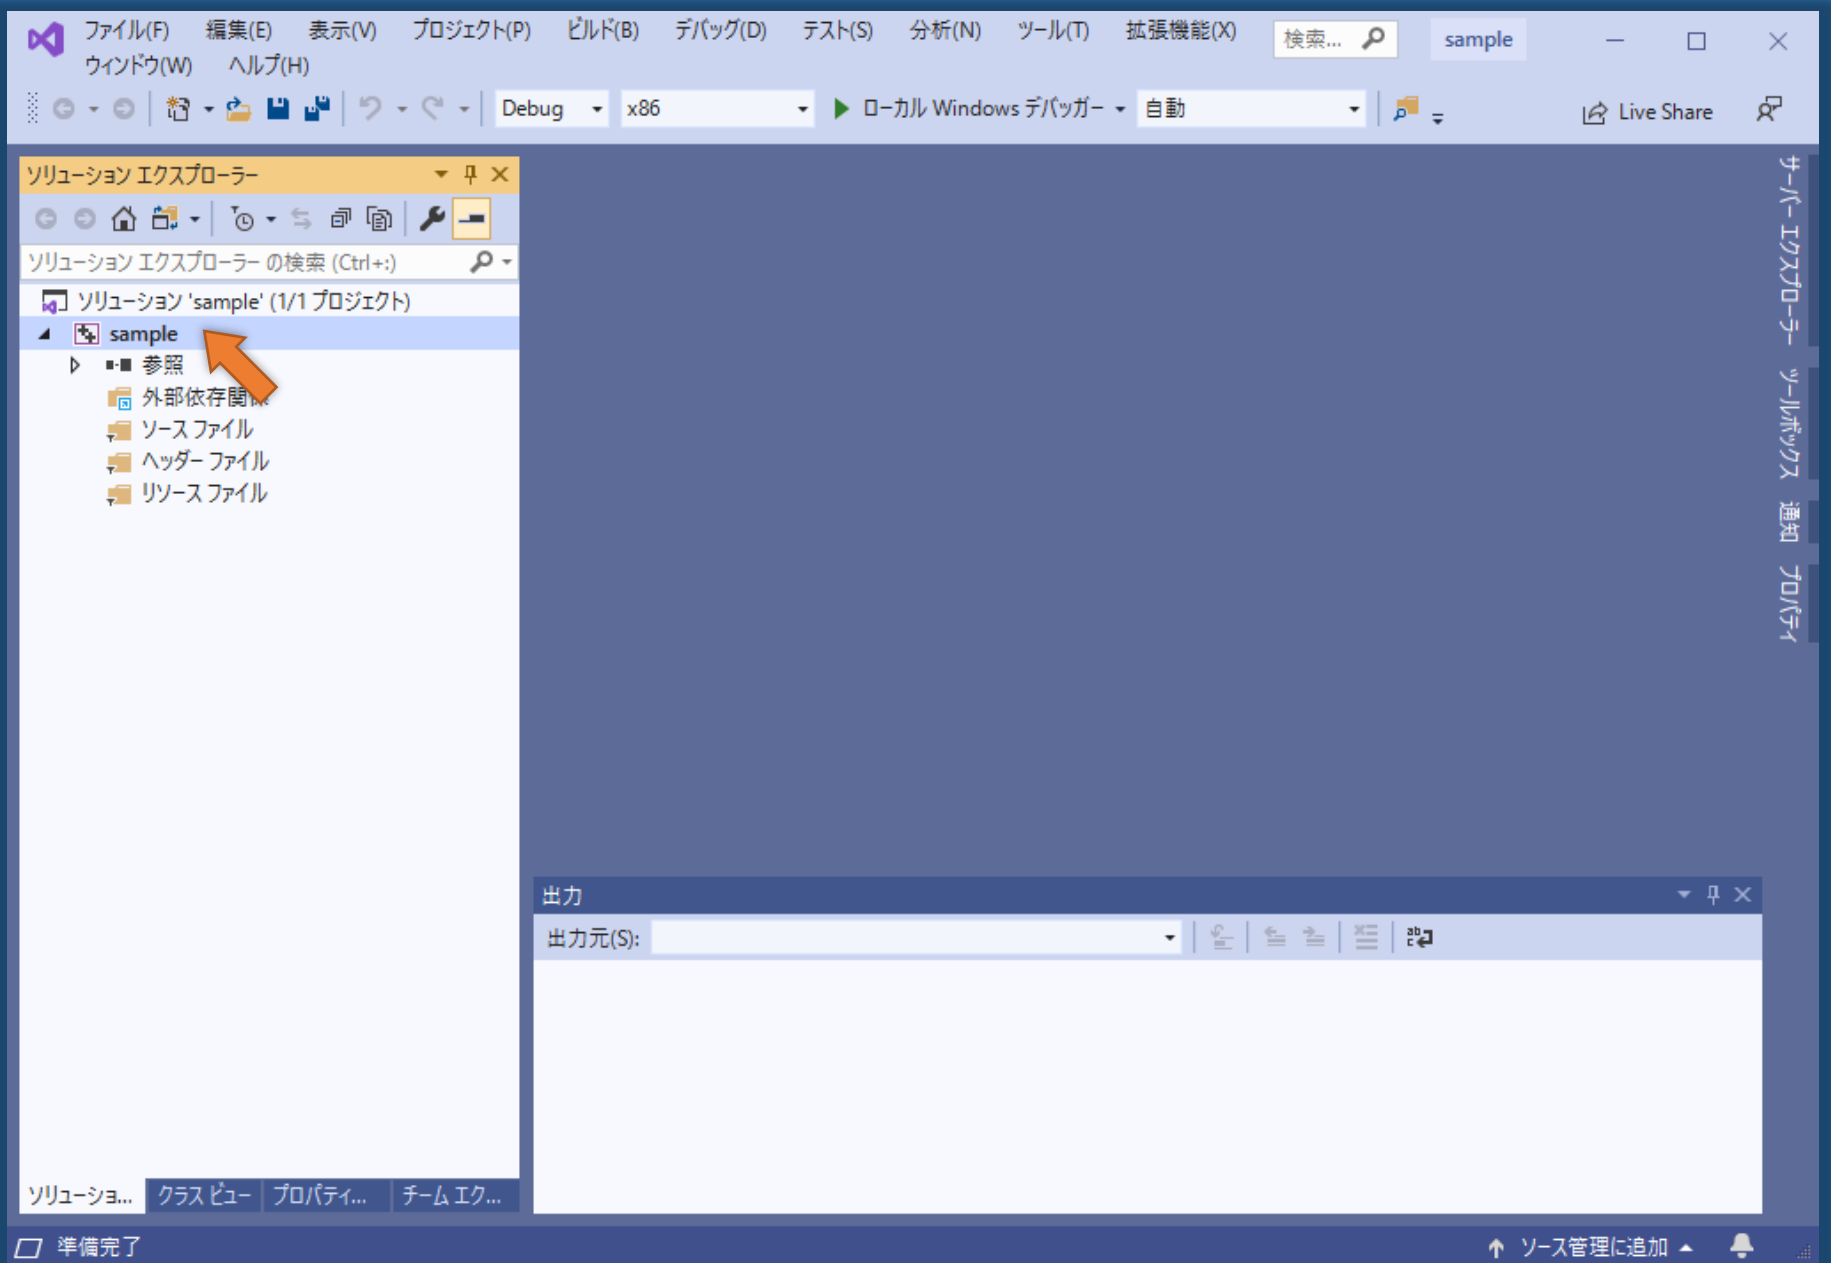 ファイル(F) 編集(E) 表示(V) プロジェクト(P) ビルド(B) デバッグ(D) テスト(S) 分析(N) ツール(T) 拡張機能(X) 検索... sample
ウィンドウ(W) ヘルプ(H)
Debug x86 ローカル Windows デバッガー 自動 Live Share
ソリューション エクスプローラー
ソリューション エクスプローラー の検索 (Ctrl+:)
ソリューション 'sample' (1/1 プロジェクト)
sample
参照
外部依存関係
ソース ファイル
ヘッダー ファイル
リソース ファイル
サーバー エクスプローラー
ツールボックス
通知
プロパティ
出力
出力元(S):
ソリューショ... クラス ビュー プロパティ... チーム エク...
準備完了 ソース管理に追加